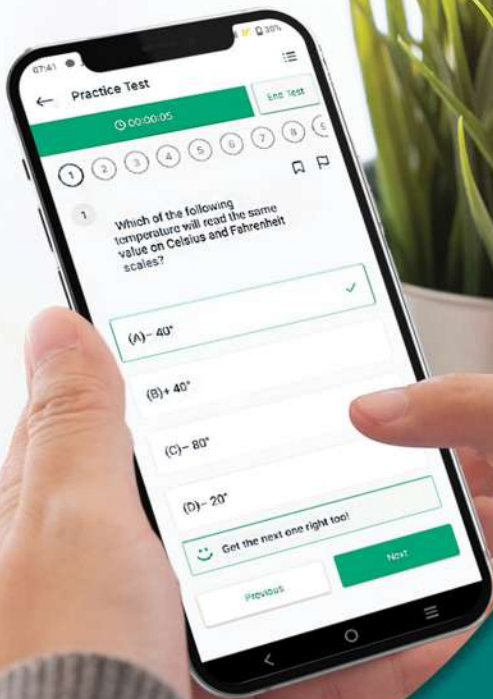 07:41
30%
Practice Test
00:00:05
End Test
1 2 3 4 5 6 7 8
1
Which of the following
temperature will read the same
value on Celsius and Fahrenheit
scales?
(A)– 40°
(B)+ 40°
(C)– 80°
(D)– 20°
Get the next one right too!
Previous
Next